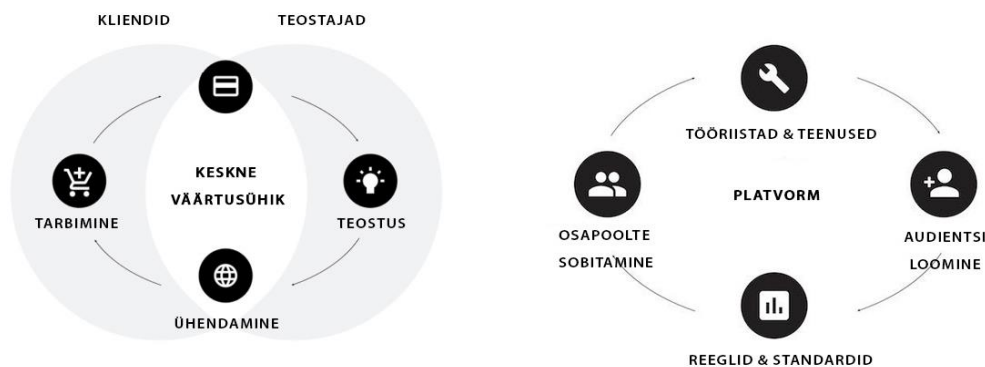 KLIENDID
TEOSTAJAD
KESKNE
VÄÄRTUSÜHIK
TARBIMINE
TEOSTUS
ÜHENDAMINE
TÖÖRIISTAD & TEENUSED
PLATVORM
OSAPOOLTE
SOBITAMINE
AUDIENTSI
LOOMINE
REEGLID & STANDARDID